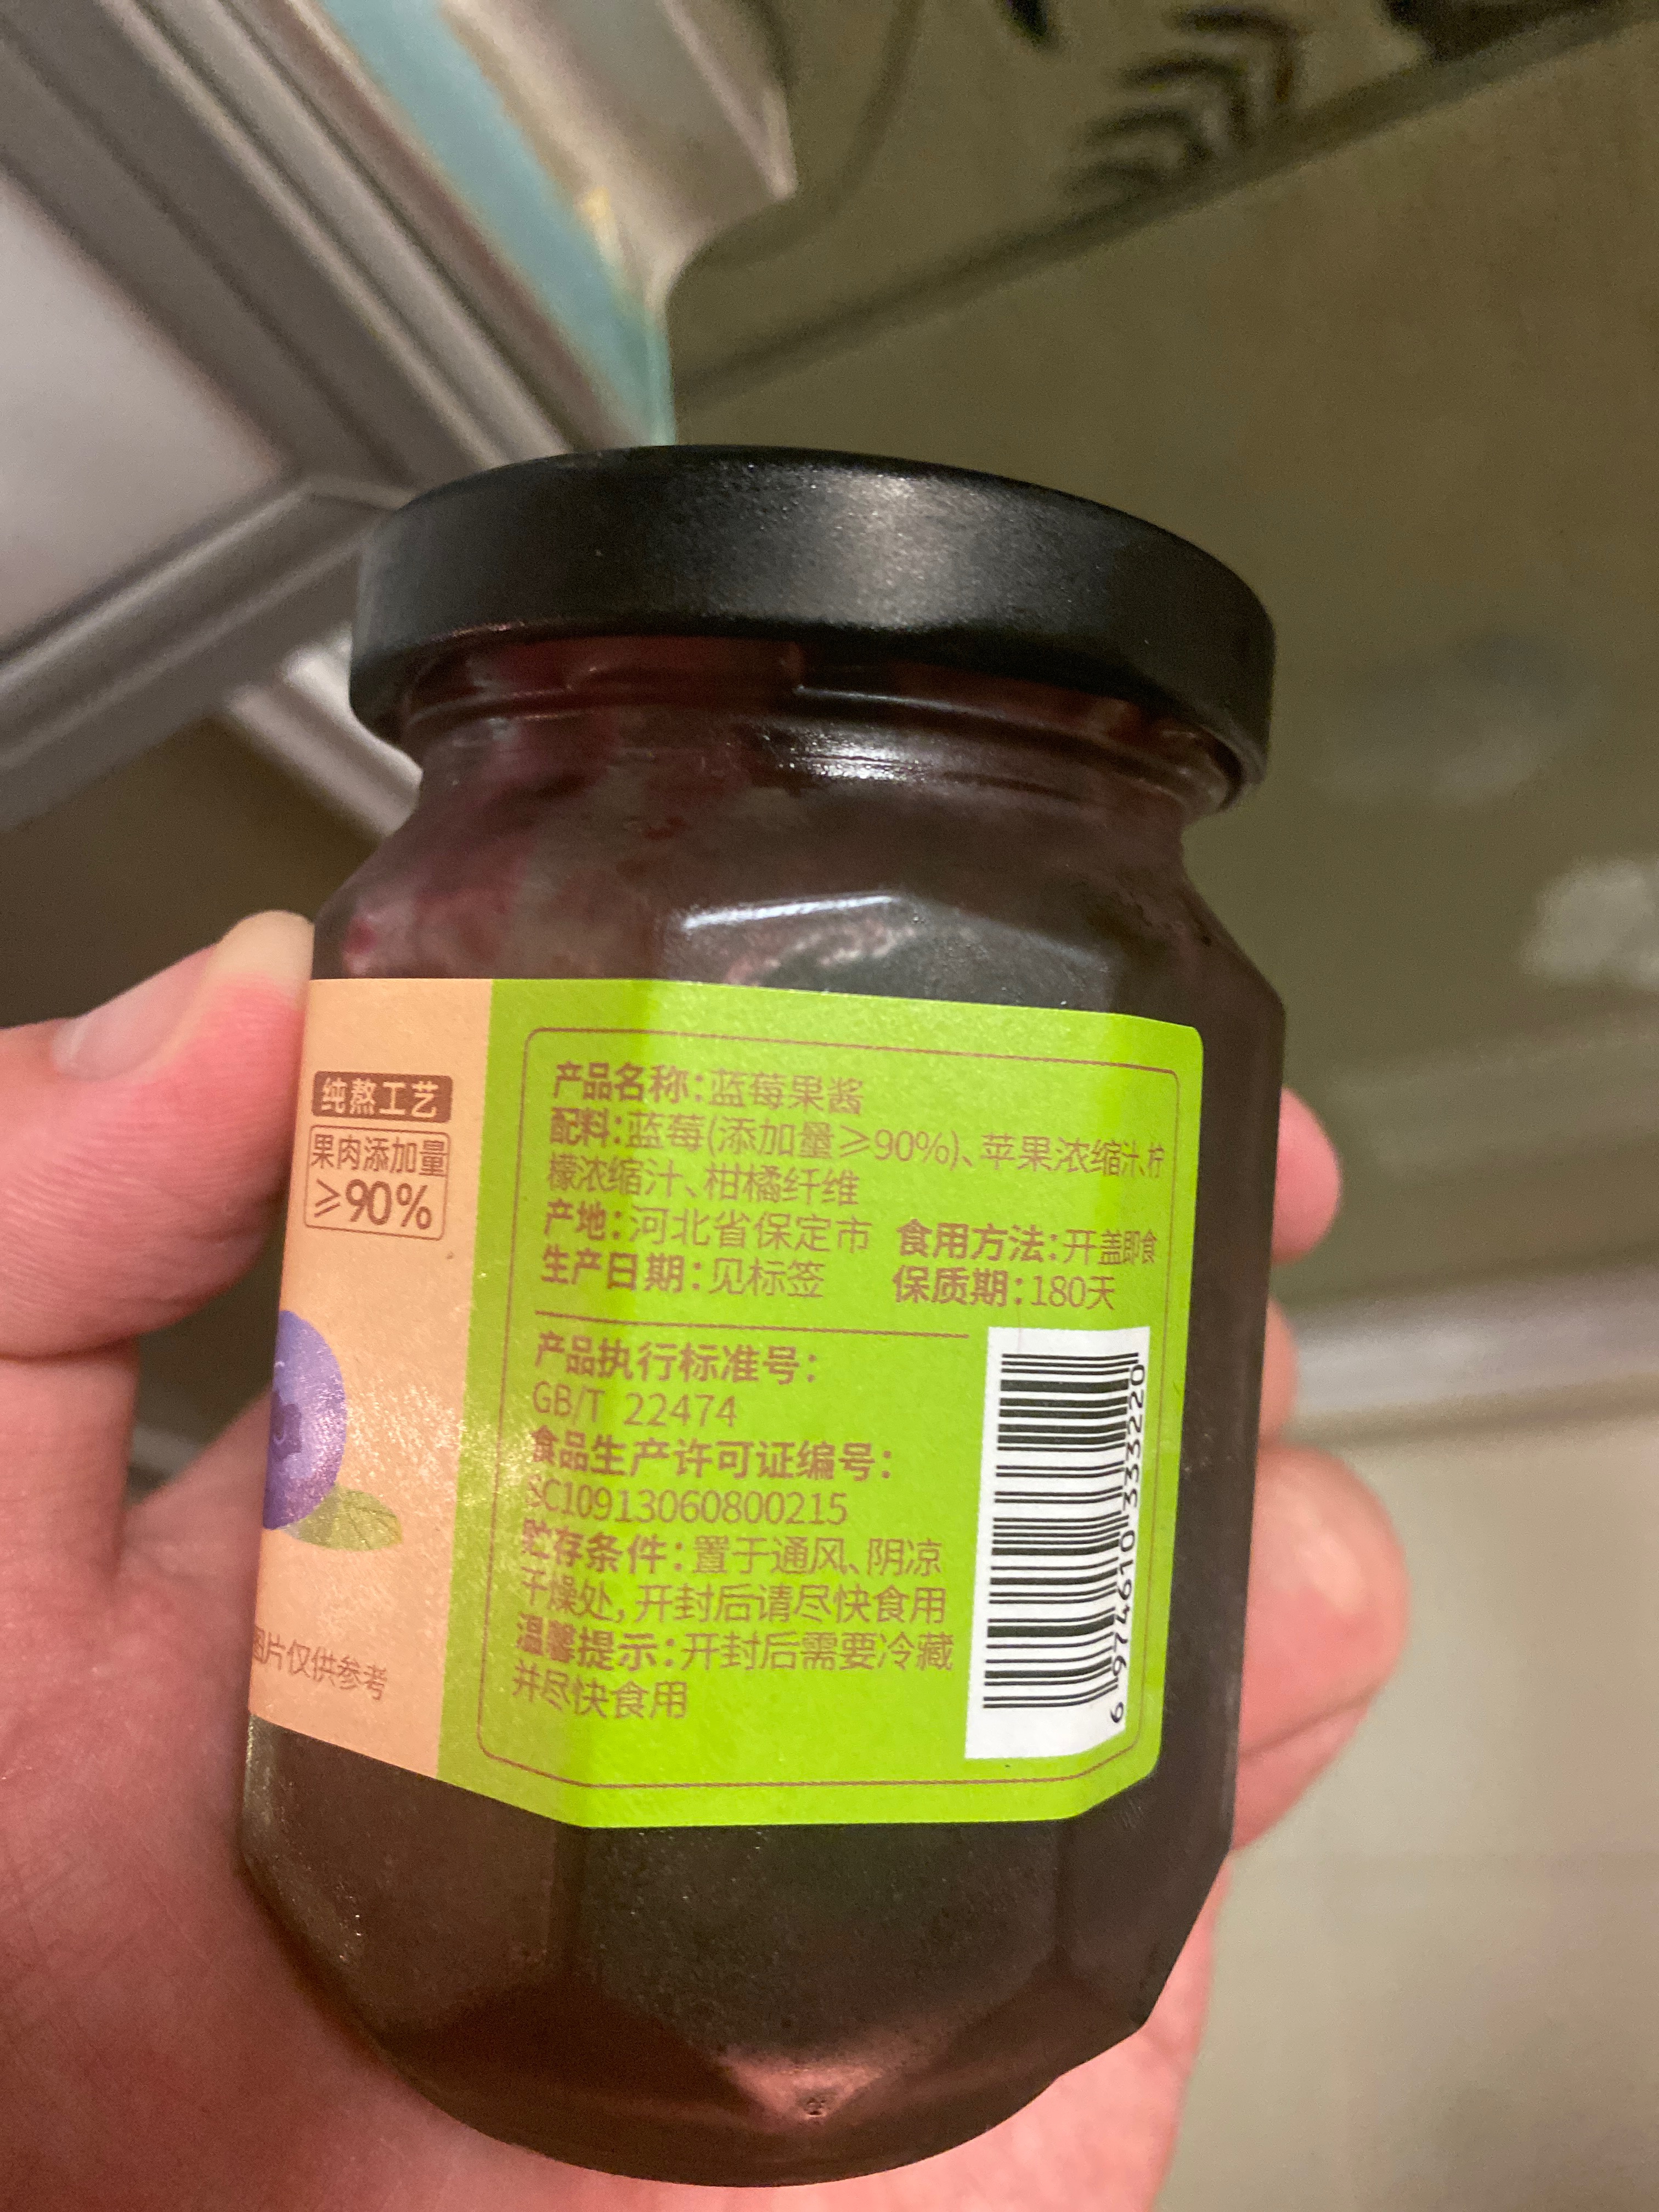 纯熬工艺
果肉添加量
≥90%
图片仅供参考
产品名称:蓝莓果酱
配料:蓝莓(添加量≥90%)、苹果浓缩汁、柠
檬浓缩汁、柑橘纤维
产地:河北省保定市 食用方法:开盖即食
生产日期:见标签 保质期:180天
产品执行标准号:
GB/T 22474
食品生产许可证编号:
SC10913060800215
贮存条件:置于通风、阴凉
干燥处,开封后请尽快食用
温馨提示:开封后需要冷藏
并尽快食用
6 974610 333220